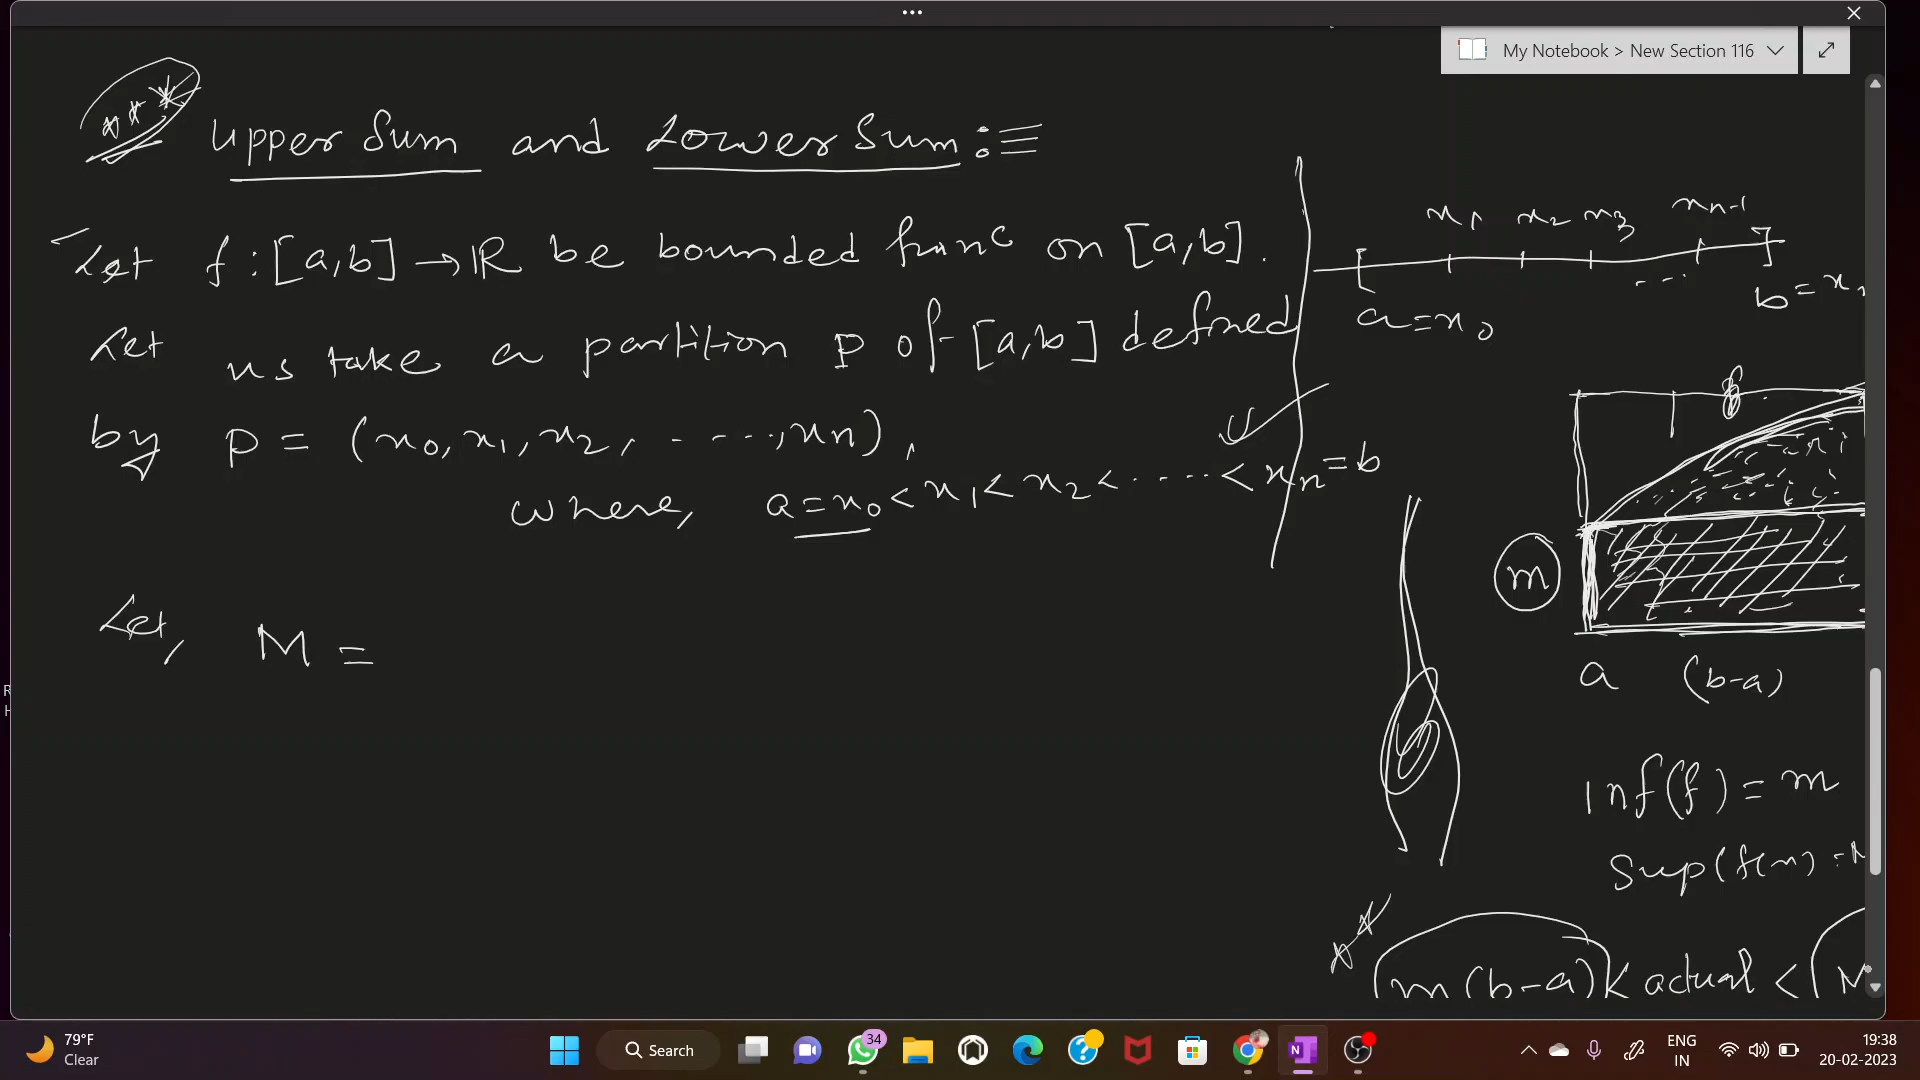 My Notebook > New Section 116
*** Upper Sum and Lower Sum :≡
Let f : [a,b] → IR be bounded func on [a,b].
Let us take a partition P of [a,b] defined
by P = (x0, x1, x2, . . . ., xn),
where, a = x0 < x1 < x2 < ..... < xn = b
Let, M =
x1 x2 x3 xn-1
....
a = x0
b = x
m
a (b-a)
Inf(f) = m
Sup(f(x) = M
** m(b-a) < actual < M
79°F
Clear
Search
34
ENG
IN
19:38
20-02-2023